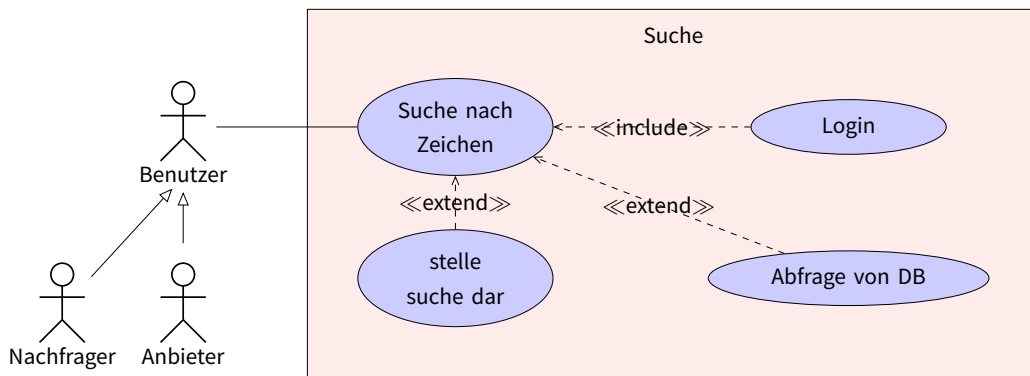 Suche
Suche nach
Zeichen
≪include≫
Login
Benutzer
≪extend≫
≪extend≫
stelle
suche dar
Abfrage von DB
Nachfrager
Anbieter